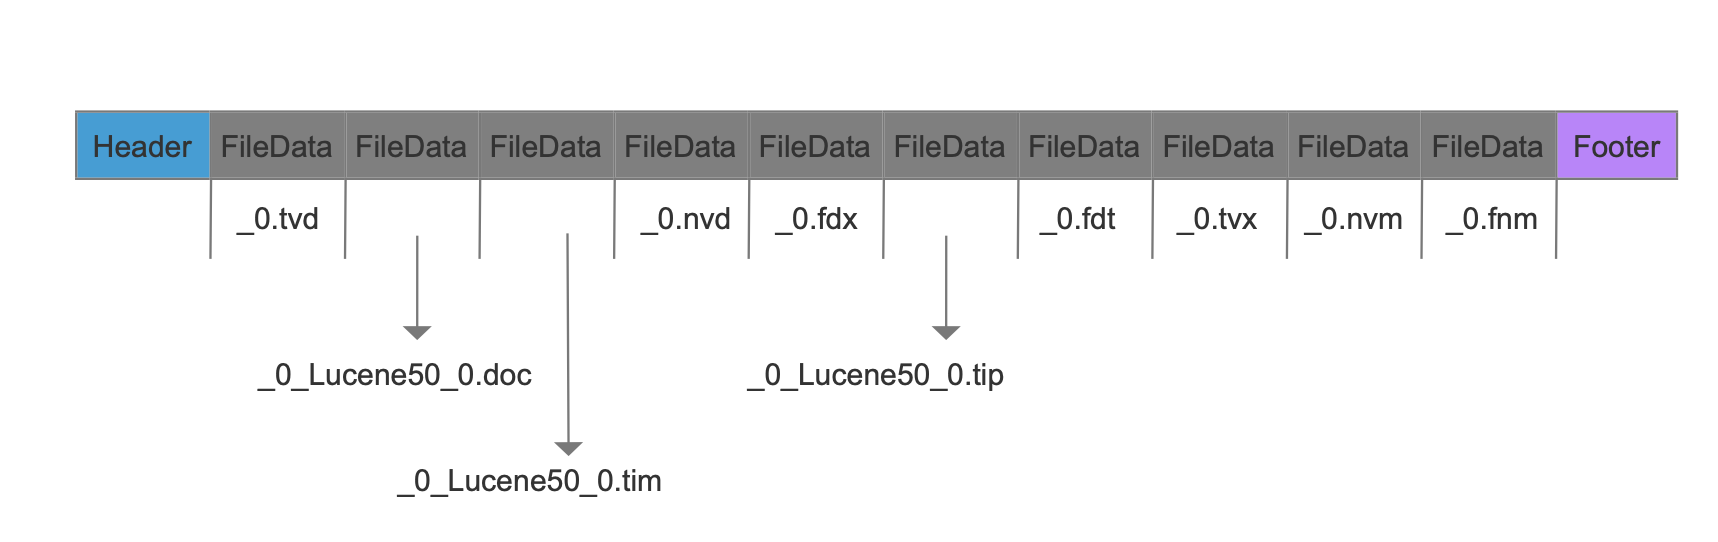 Header FileData FileData FileData FileData FileData FileData FileData FileData FileData FileData Footer
_0.tvd _0.nvd _0.fdx _0.fdt _0.tvx _0.nvm _0.fnm
_0_Lucene50_0.doc _0_Lucene50_0.tip
_0_Lucene50_0.tim